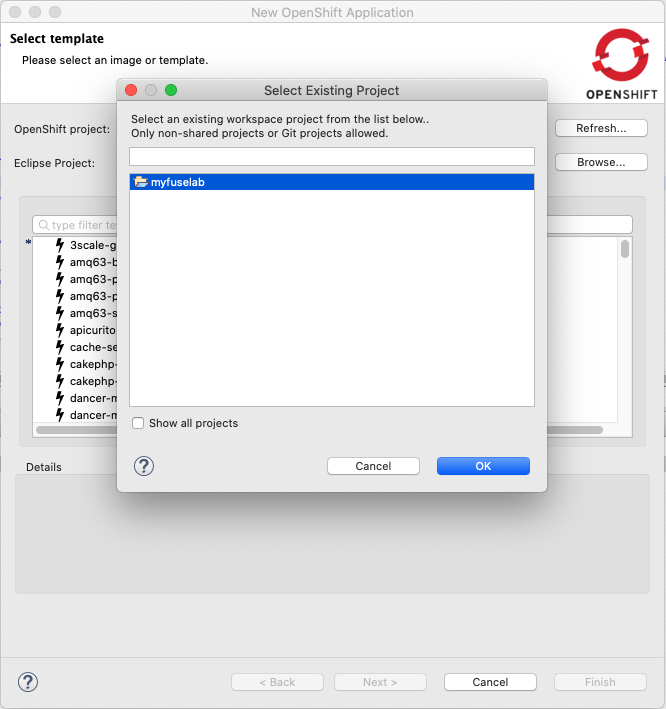 New OpenShift Application
Select template
Please select an image or template.
OPENSHIFT
Select Existing Project
Select an existing workspace project from the list below..
Only non-shared projects or Git projects allowed.
OpenShift project:
Refresh...
Eclipse Project:
Browse...
myfuselab
type filter te
*
3scale-g
amq63-b
amq63-p
amq63-p
amq63-s
apicurito
cache-se
cakephp-
cakephp-
dancer-m
dancer-m
Show all projects
?
Cancel
OK
Details
?
< Back
Next >
Cancel
Finish